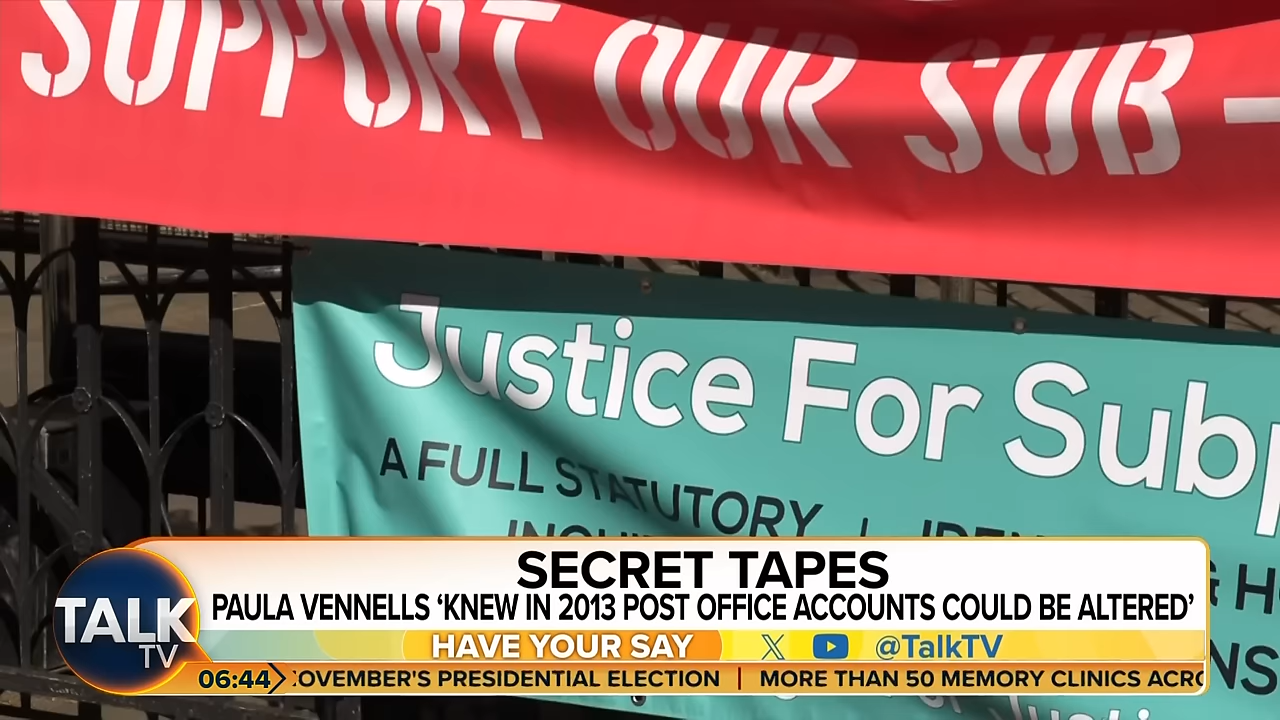 SUPPORT OUR SUB -
Justice For Subp
A FULL STATUTORY
SECRET TAPES
PAULA VENNELLS ‘KNEW IN 2013 POST OFFICE ACCOUNTS COULD BE ALTERED’
HAVE YOUR SAY
@TalkTV
TALK
TV
06:44
OVEMBER'S PRESIDENTIAL ELECTION | MORE THAN 50 MEMORY CLINICS ACRO